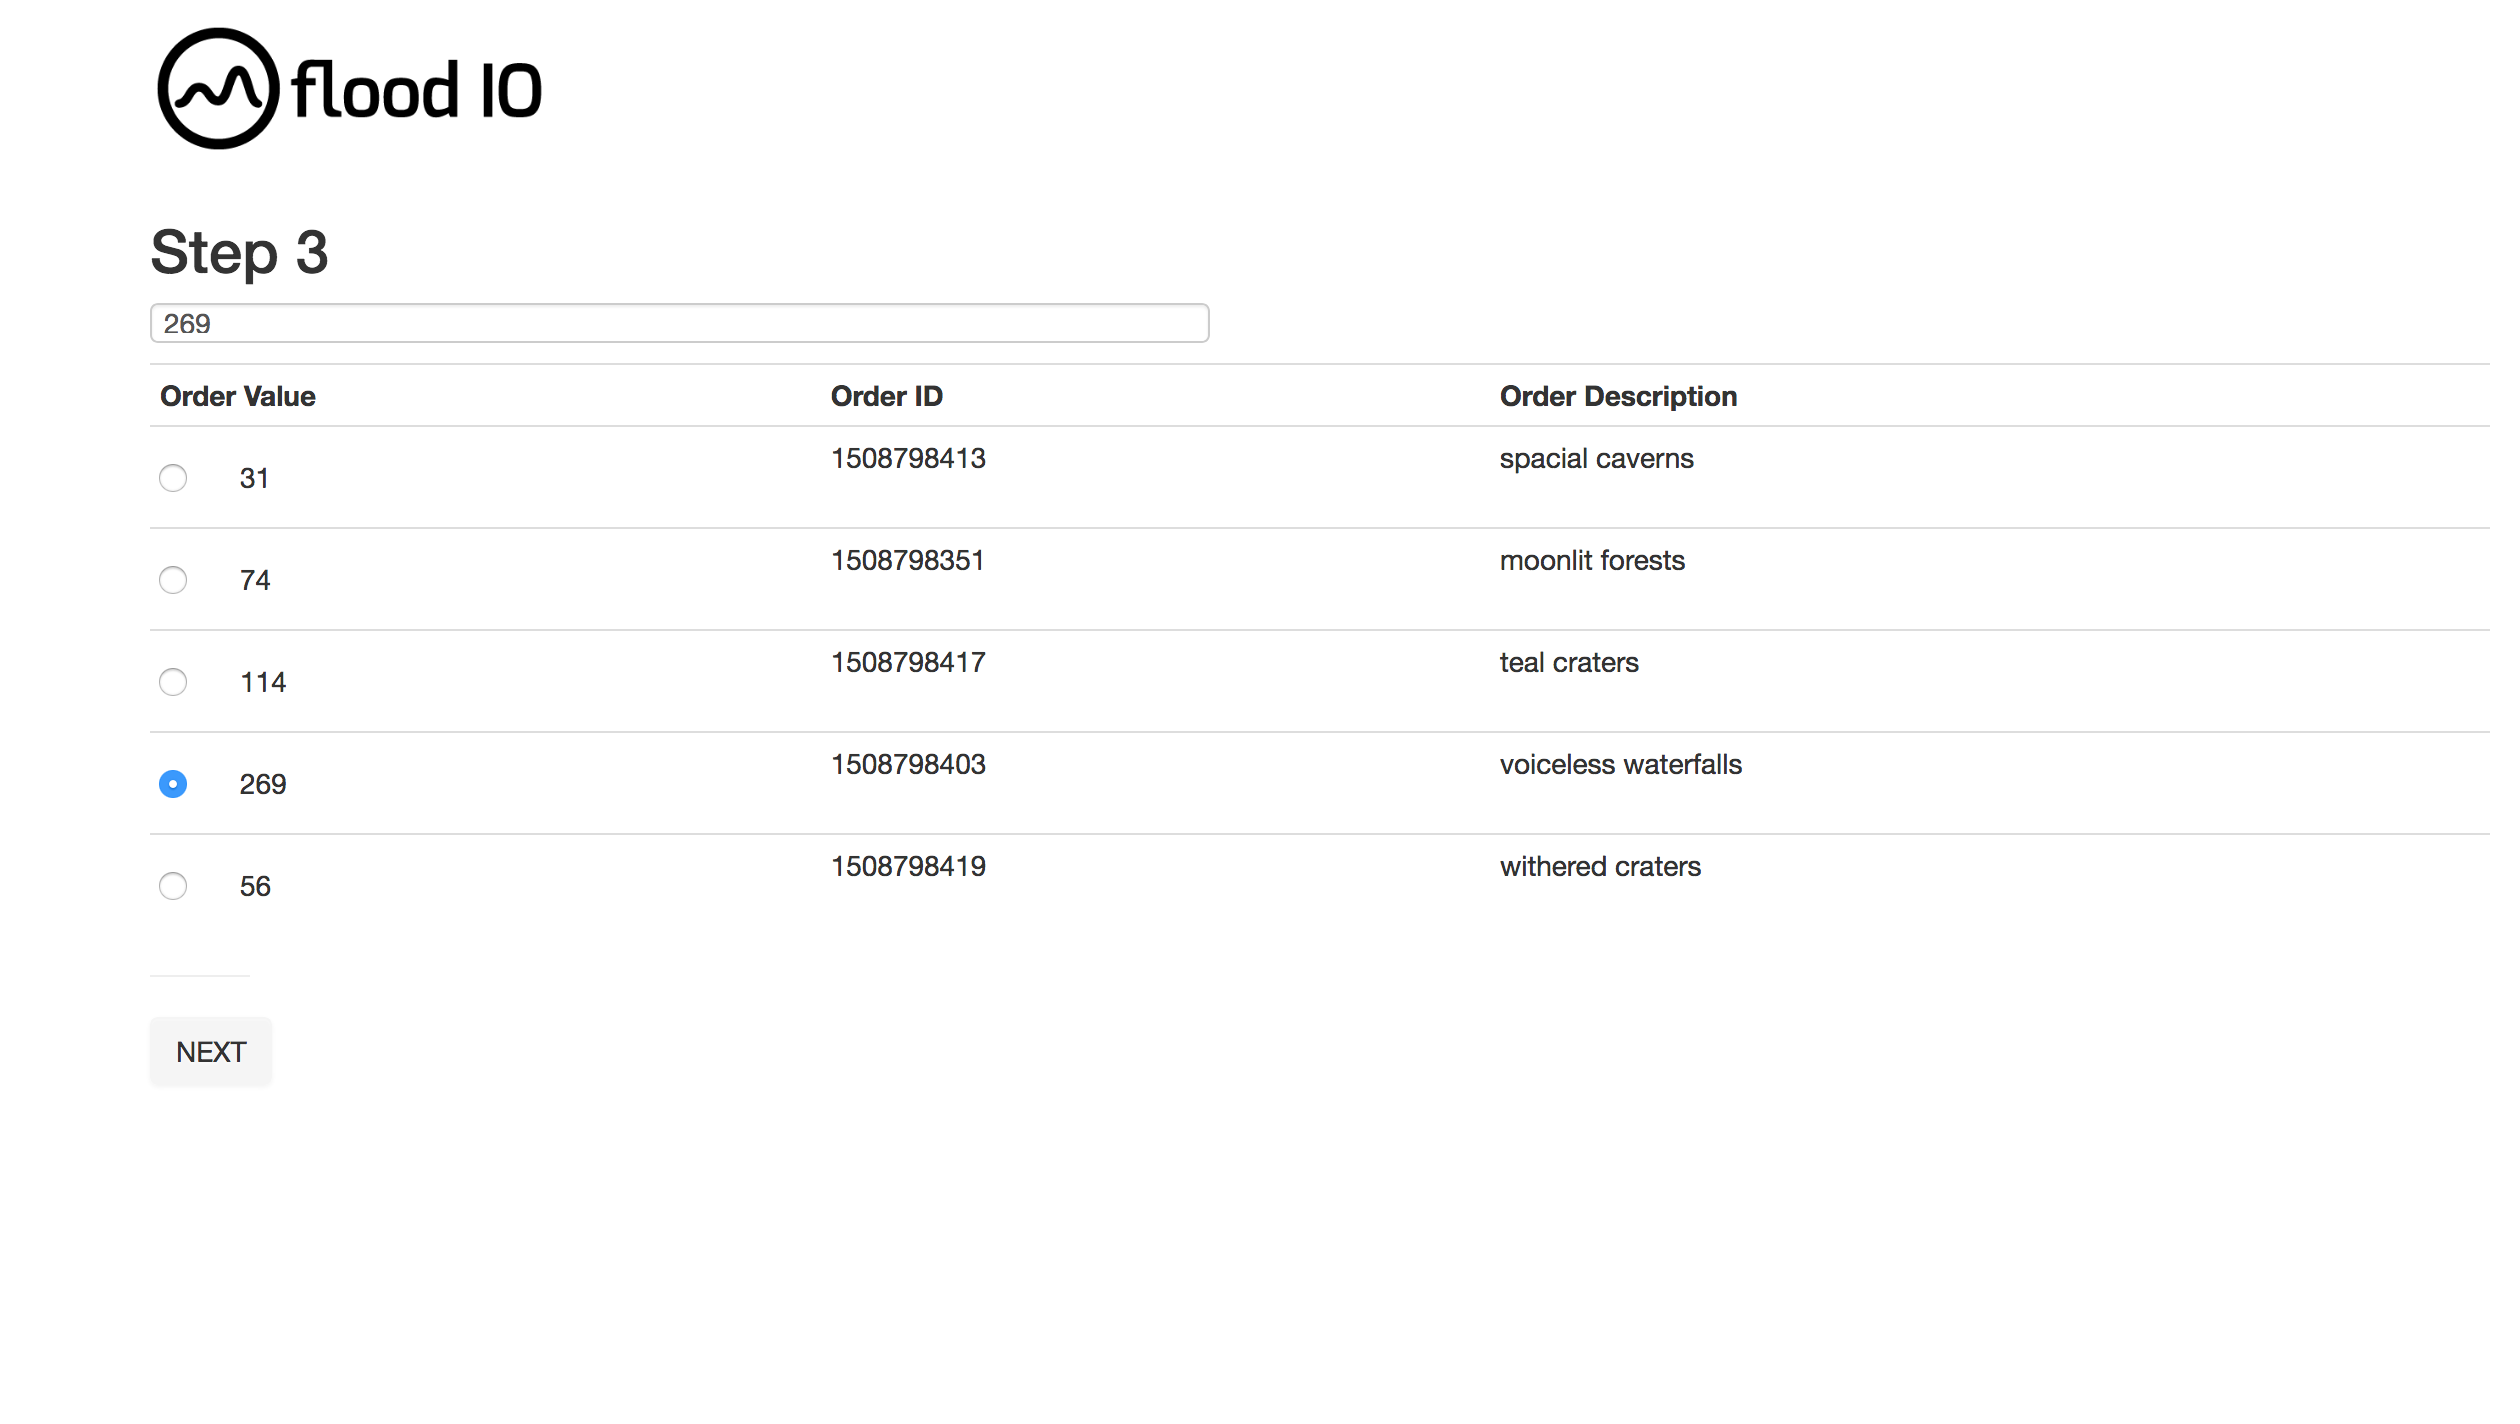 flood IO
Step 3
269
Order Value Order ID Order Description
31 1508798413 spacial caverns
74 1508798351 moonlit forests
114 1508798417 teal craters
269 1508798403 voiceless waterfalls
56 1508798419 withered craters
NEXT